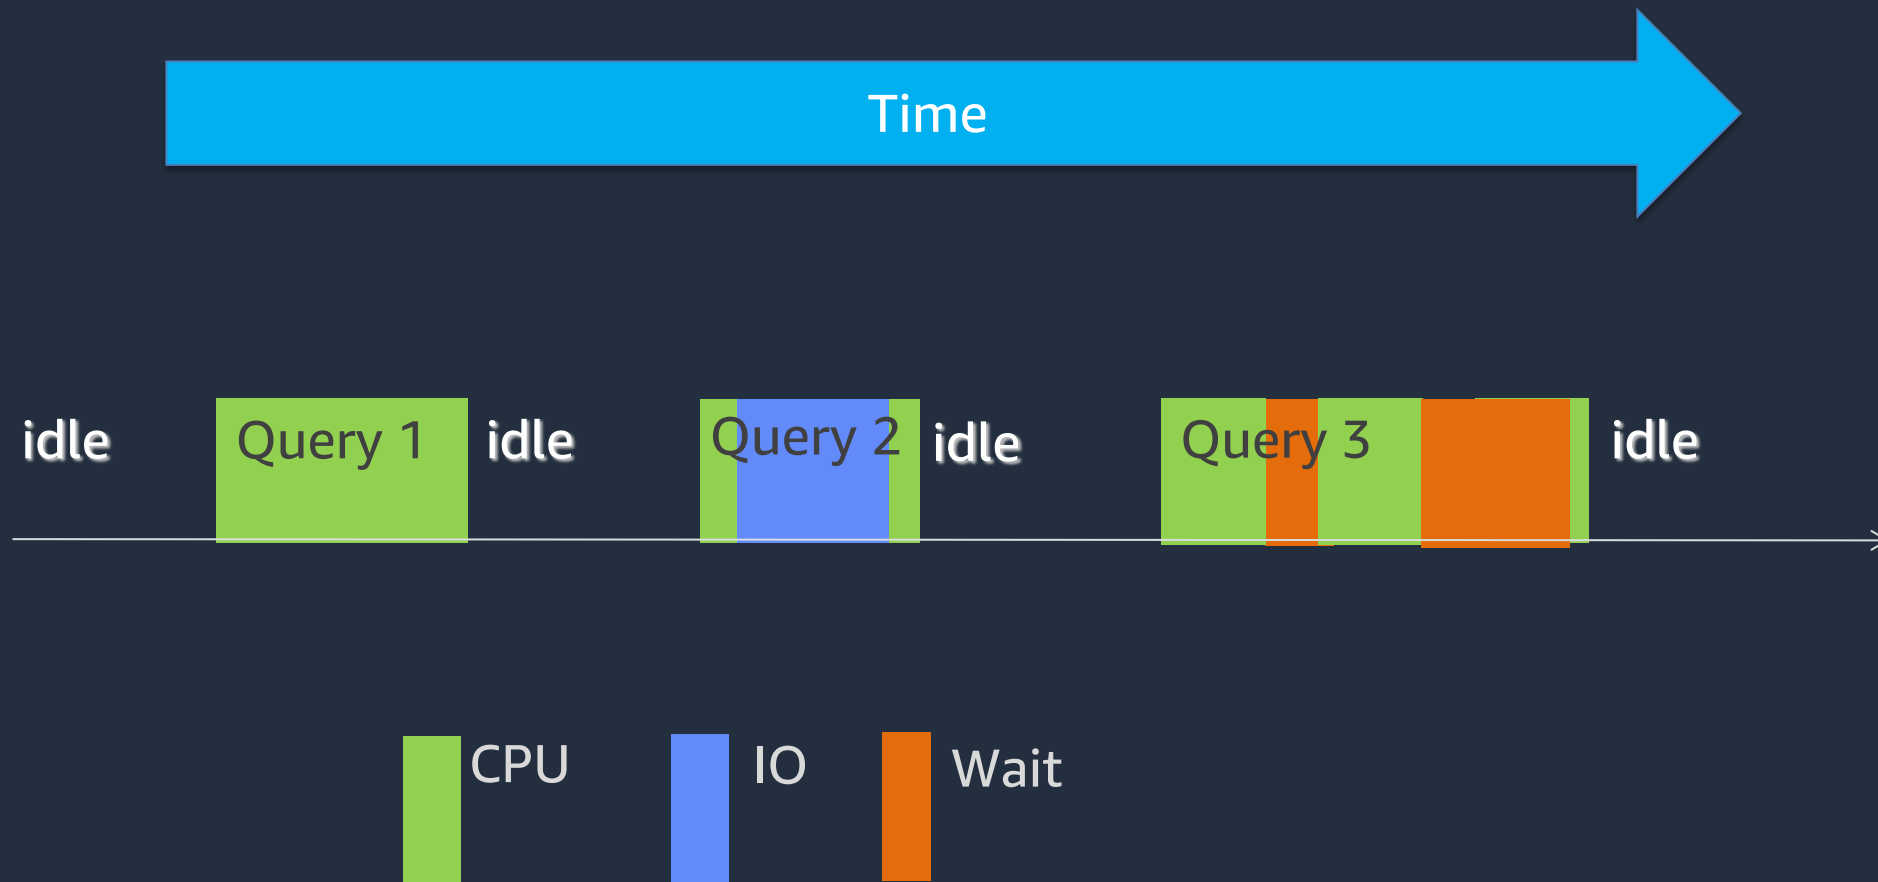 Time
idle
Query 1
idle
Query 2
idle
Query 3
idle
CPU
IO
Wait